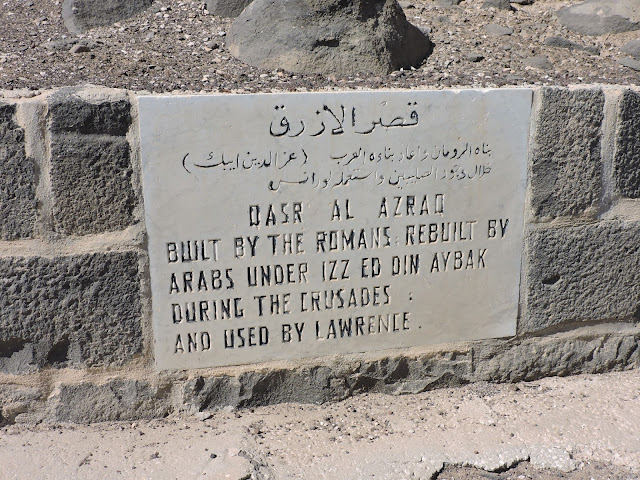 قصر الازرق
بناه الرومان واعاد بناءه العرب (عز الدين ايبك)
خلال وجود الصليبيين واستعمله لورانس
QASR AL AZRAQ
BUILT BY THE ROMANS: REBUILT BY
ARABS UNDER IZZ ED DIN AYBAK
DURING THE CRUSADES :
AND USED BY LAWRENCE .